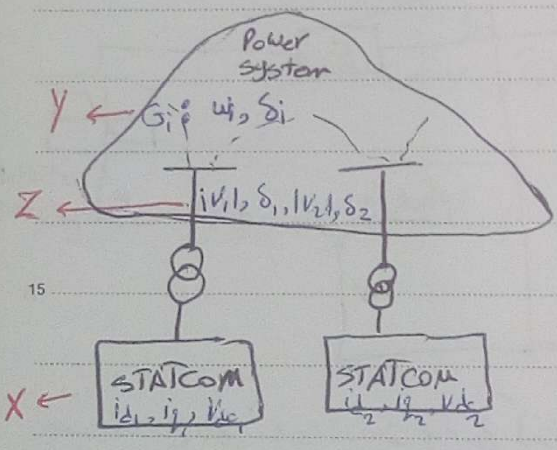 Power
system
Y ← Gi: ωi, δi
Z ← |V1|, δ1, |V2|, δ2
15
STATCOM
id1, iq1, Vdc1
STATCOM
id2, iq2, Vdc2
X ←